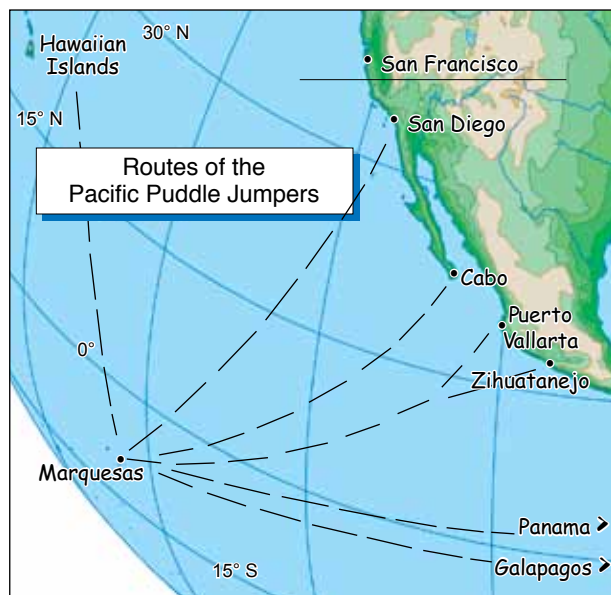 30° N
Hawaiian
Islands
San Francisco
15° N
San Diego
Routes of the
Pacific Puddle Jumpers
Cabo
Puerto
Vallarta
0°
Zihuatanejo
Marquesas
Panama
Galapagos
15° S